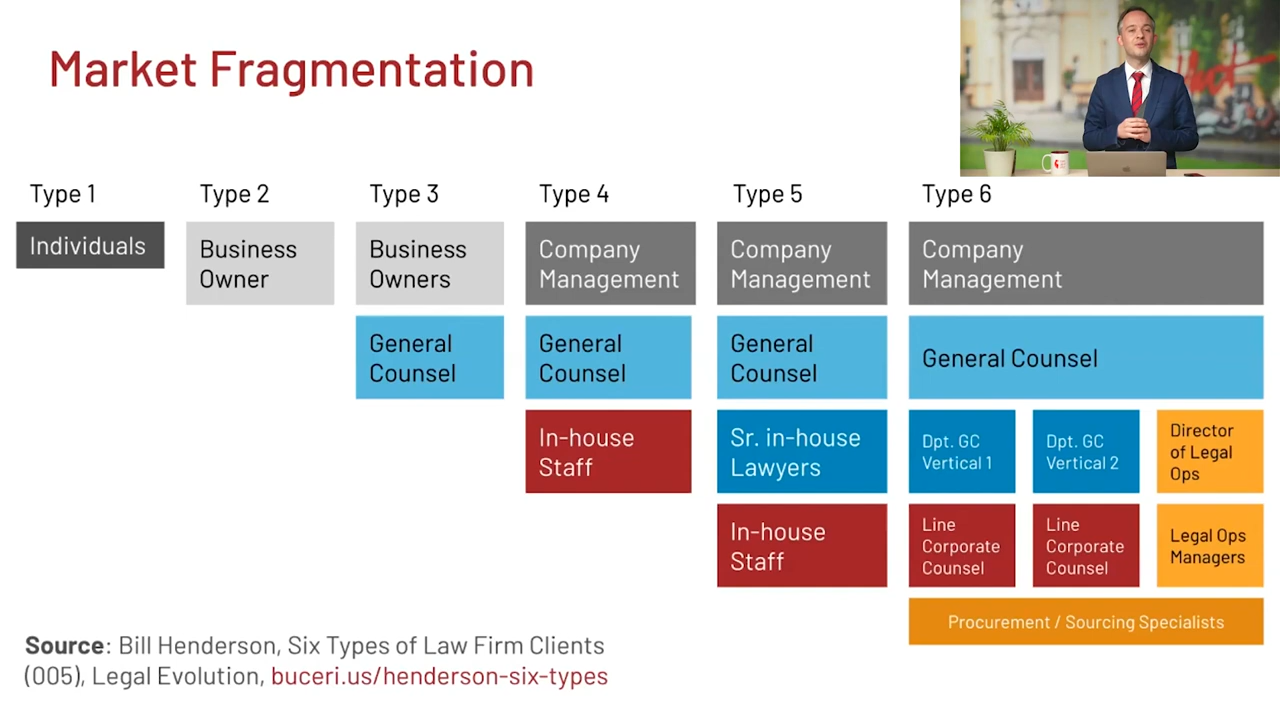 Market Fragmentation
Type 1
Individuals
Type 2
Business
Owner
Type 3
Business
Owners
General
Counsel
Type 4
Company
Management
General
Counsel
In-house
Staff
Type 5
Company
Management
General
Counsel
Sr. in-house
Lawyers
In-house
Staff
Type 6
Company
Management
General Counsel
Dpt. GC
Vertical 1
Dpt. GC
Vertical 2
Director
of Legal
Ops
Line
Corporate
Counsel
Line
Corporate
Counsel
Legal Ops
Managers
Procurement / Sourcing Specialists
Source: Bill Henderson, Six Types of Law Firm Clients
(005), Legal Evolution, buceri.us/henderson-six-types